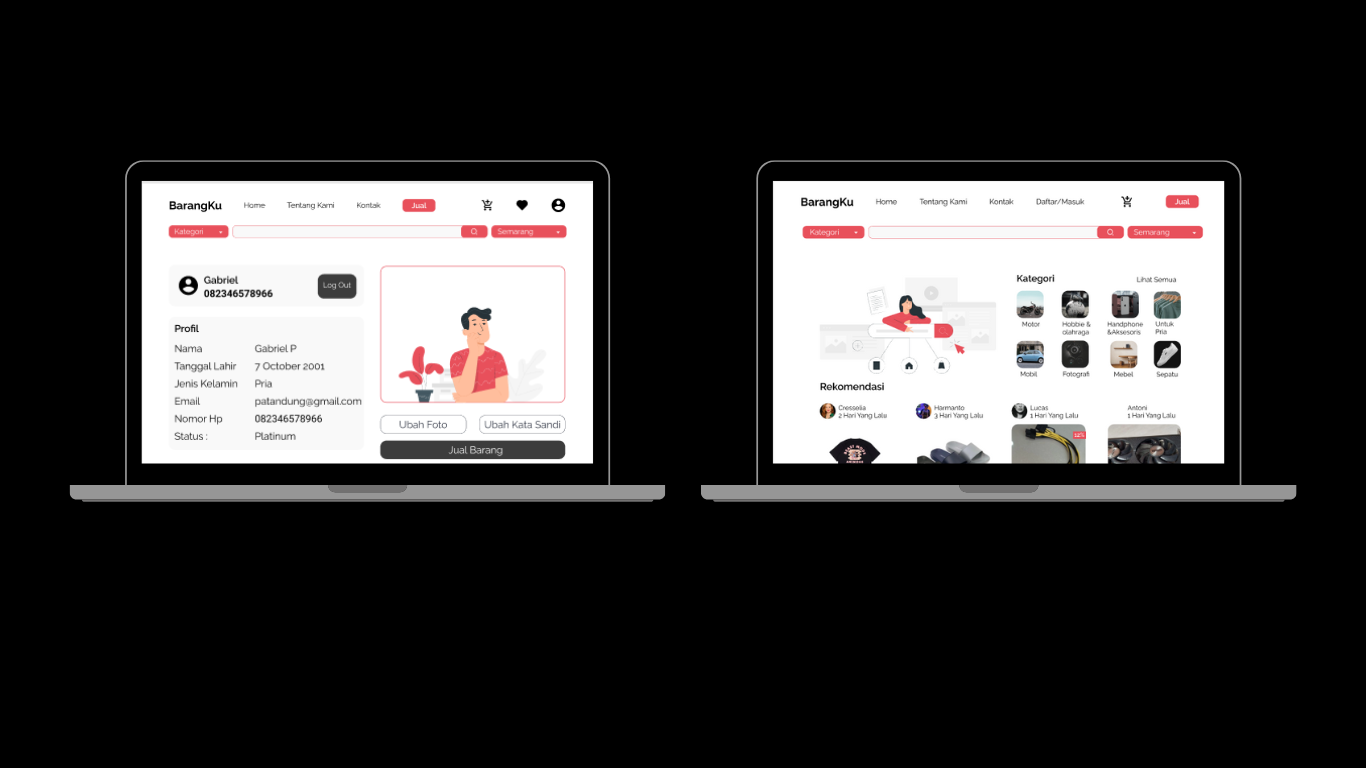 BarangKu Home Tentang Kami Kontak Jual
Kategori Semarang
Gabriel
082346578966
Log Out
Profil
Nama Gabriel P
Tanggal Lahir 7 October 2001
Jenis Kelamin Pria
Email patandung@gmail.com
Nomor Hp 082346578966
Status : Platinum
Ubah Foto Ubah Kata Sandi
Jual Barang
BarangKu Home Tentang Kami Kontak Daftar/Masuk Jual
Kategori Semarang
Kategori Lihat Semua
Motor
Hobbie &
olahraga
Handphone
&Aksesoris
Untuk
Pria
Mobil Fotografi Mebel Sepatu
Rekomendasi
Cresselia
2 Hari Yang Lalu
Harmanto
3 Hari Yang Lalu
Lucas
1 Hari Yang Lalu
Antoni
1 Hari Yang Lalu